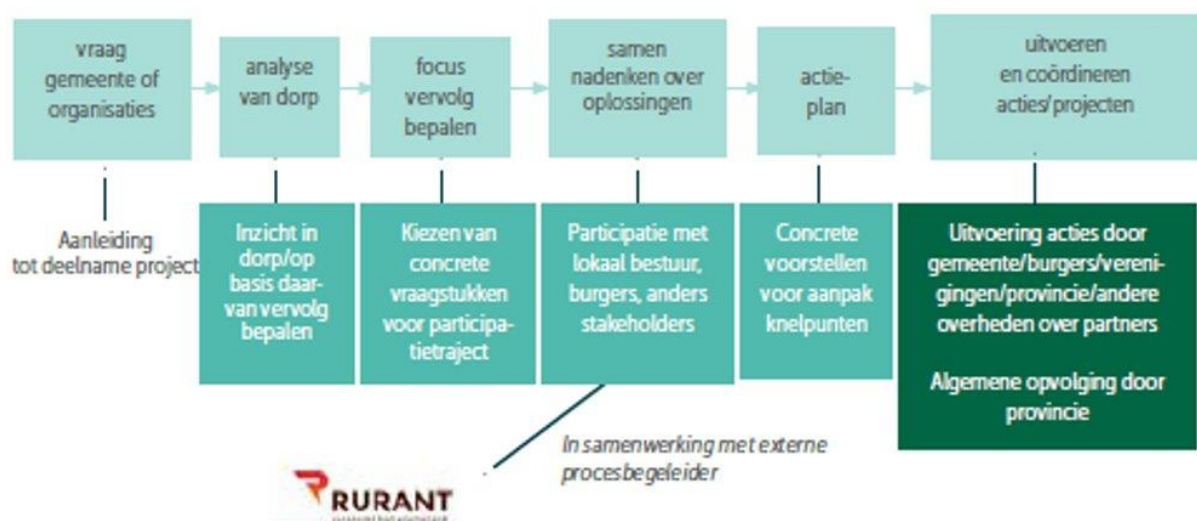 vraag
gemeente of
organisaties
analyse
van dorp
focus
vervolg
bepalen
samen
nadenken over
oplossingen
actie-
plan
uitvoeren
en coördineren
acties/projecten
Aanleiding
tot deelname project
Inzicht in
dorp/op
basis daar-
van vervolg
bepalen
Kiezen van
concrete
vraagstukken
voor participa-
tietraject
Participatie met
lokaal bestuur,
burgers, anders
stakeholders
Concrete
voorstellen
voor aanpak
knelpunten
Uitvoering acties door
gemeente/burgers/vereni-
gingen/provincie/andere
overheden over partners
Algemene opvolging door
provincie
In samenwerking met externe
procesbegeleider
RURANT